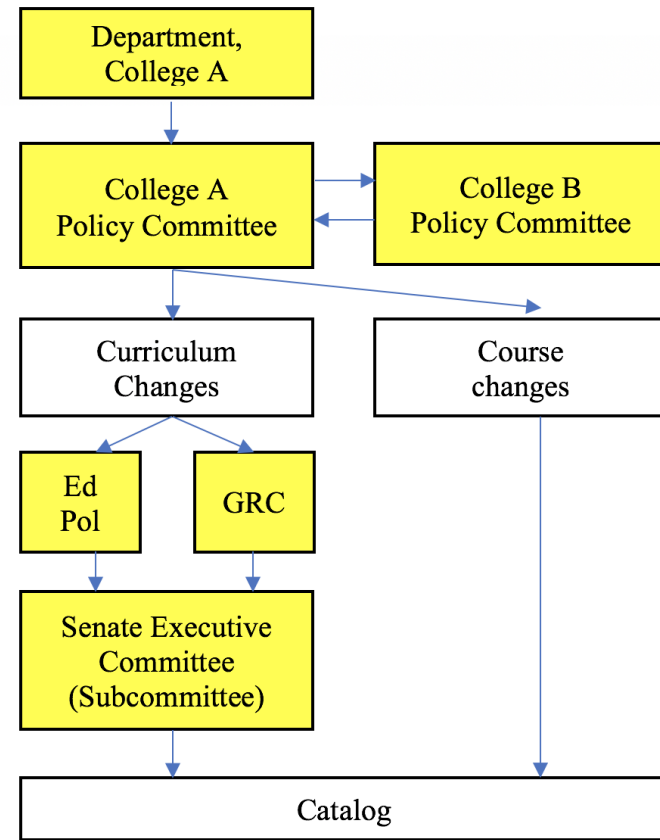 Department,
College A
College A
Policy Committee
College B
Policy Committee
Curriculum
Changes
Course
changes
Ed
Pol
GRC
Senate Executive
Committee
(Subcommittee)
Catalog